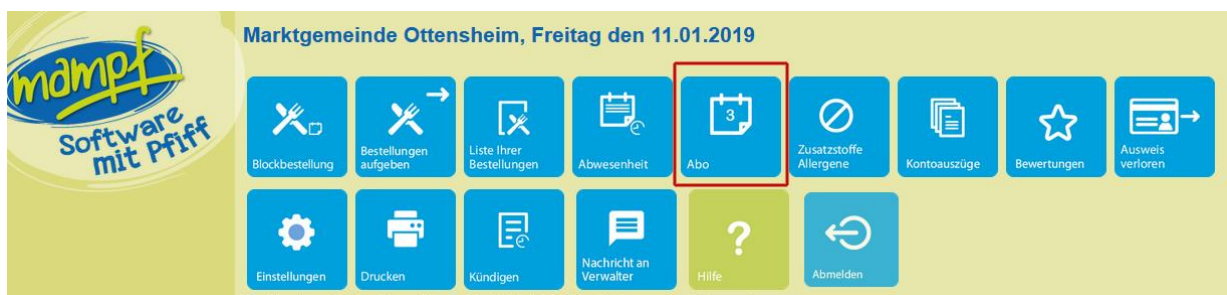 mampf
Software
mit Pfiff
Marktgemeinde Ottensheim, Freitag den 11.01.2019
Blockbestellung
Bestellungen
aufgeben
Liste Ihrer
Bestellungen
Abwesenheit
3
Abo
Zusatzstoffe
Allergene
Kontoauszüge
Bewertungen
Ausweis
verloren
Einstellungen
Drucken
Kündigen
Nachricht an
Verwalter
?
Hilfe
Abmelden